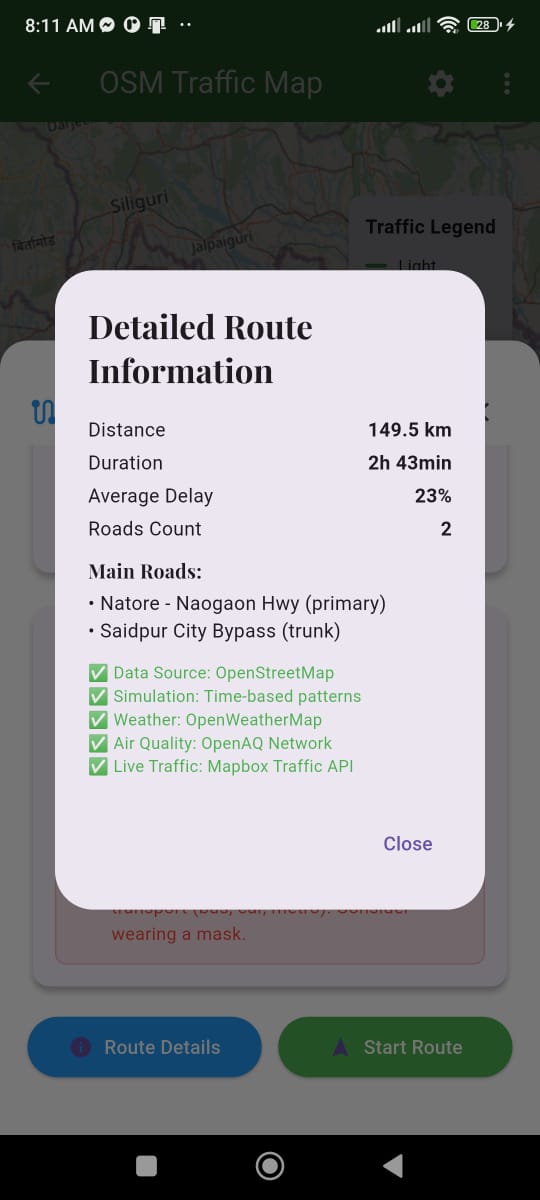 8:11 AM
28
OSM Traffic Map
Siliguri
Jalpaiguri
Traffic Legend
Light
Detailed Route
Information
Distance 149.5 km
Duration 2h 43min
Average Delay 23%
Roads Count 2
Main Roads:
• Natore - Naogaon Hwy (primary)
• Saidpur City Bypass (trunk)
✅ Data Source: OpenStreetMap
✅ Simulation: Time-based patterns
✅ Weather: OpenWeatherMap
✅ Air Quality: OpenAQ Network
✅ Live Traffic: Mapbox Traffic API
Close
transport (bus, car, metro). Consider
wearing a mask.
Route Details
Start Route